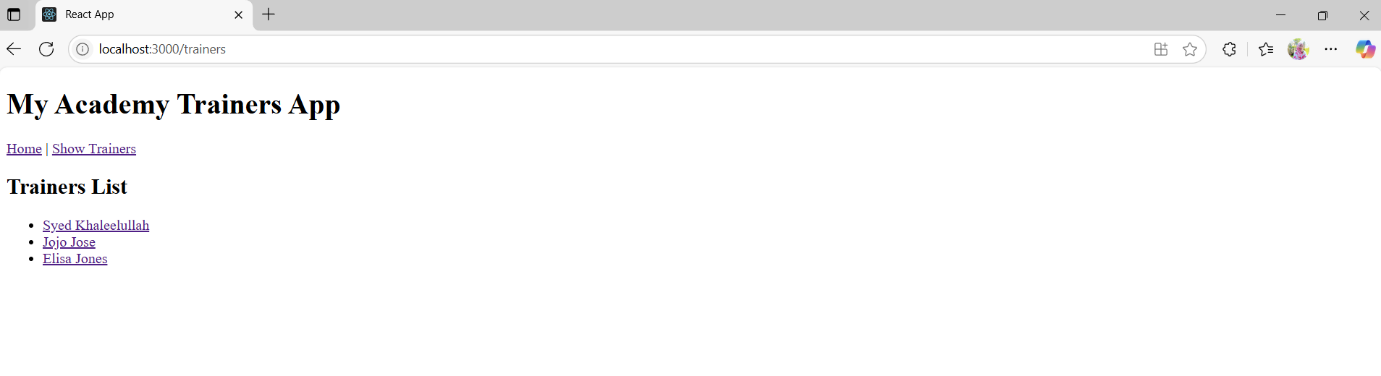 React App
localhost:3000/trainers
My Academy Trainers App
Home | Show Trainers
Trainers List
Syed Khaleelullah
Jojo Jose
Elisa Jones